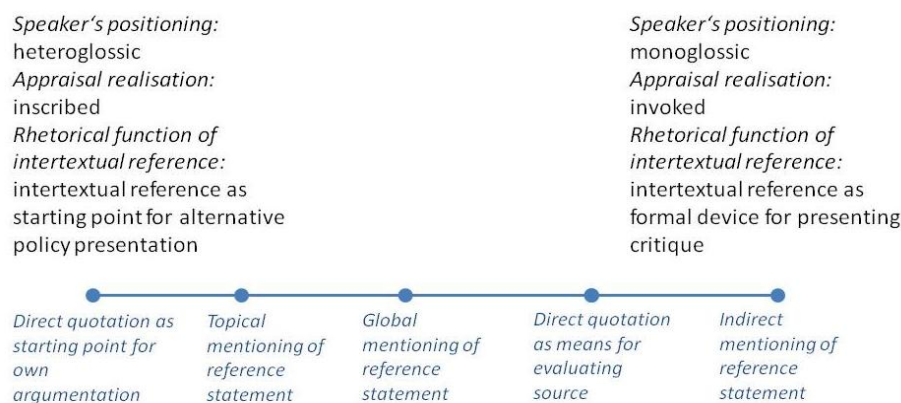 Speaker‘s positioning:
heteroglossic
Appraisal realisation:
inscribed
Rhetorical function of
intertextual reference:
intertextual reference as
starting point for alternative
policy presentation
Speaker‘s positioning:
monoglossic
Appraisal realisation:
invoked
Rhetorical function of
intertextual reference:
intertextual reference as
formal device for presenting
critique
Direct quotation as
starting point for
own
argumentation
Topical
mentioning of
reference
statement
Global
mentioning of
reference
statement
Direct quotation
as means for
evaluating
source
Indirect
mentioning of
reference
statement